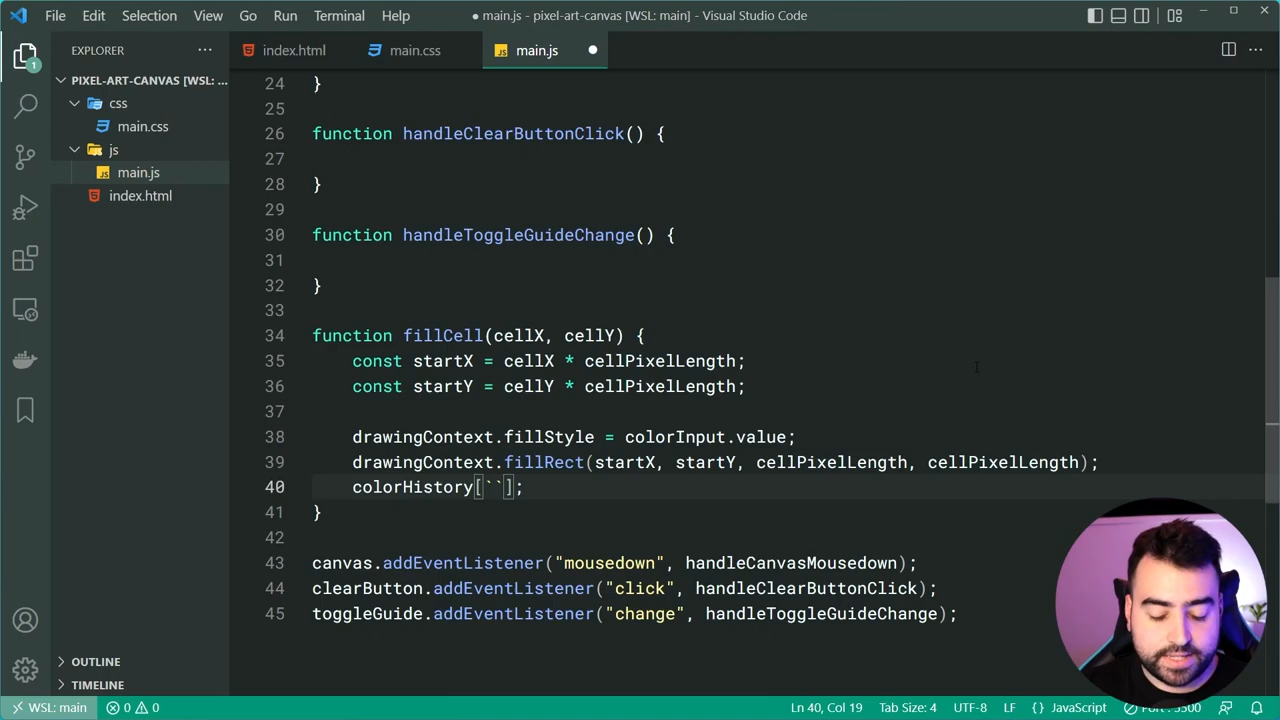 File Edit Selection View Go Run Terminal Help ● main.js - pixel-art-canvas [WSL: main] - Visual Studio Code
EXPLORER ...
index.html main.css JS main.js
PIXEL-ART-CANVAS [WSL: ...
css
main.css
js
JS main.js
index.html
24 }
25
26 function handleClearButtonClick() {
27
28 }
29
30 function handleToggleGuideChange() {
31
32 }
33
34 function fillCell(cellX, cellY) {
35 const startX = cellX * cellPixelLength;
36 const startY = cellY * cellPixelLength;
37
38 drawingContext.fillStyle = colorInput.value;
39 drawingContext.fillRect(startX, startY, cellPixelLength, cellPixelLength);
40 colorHistory[``];
41 }
42
43 canvas.addEventListener("mousedown", handleCanvasMousedown);
44 clearButton.addEventListener("click", handleClearButtonClick);
45 toggleGuide.addEventListener("change", handleToggleGuideChange);
1
OUTLINE
TIMELINE
WSL: main 0 0 Ln 40, Col 19 Tab Size: 4 UTF-8 LF {} JavaScript